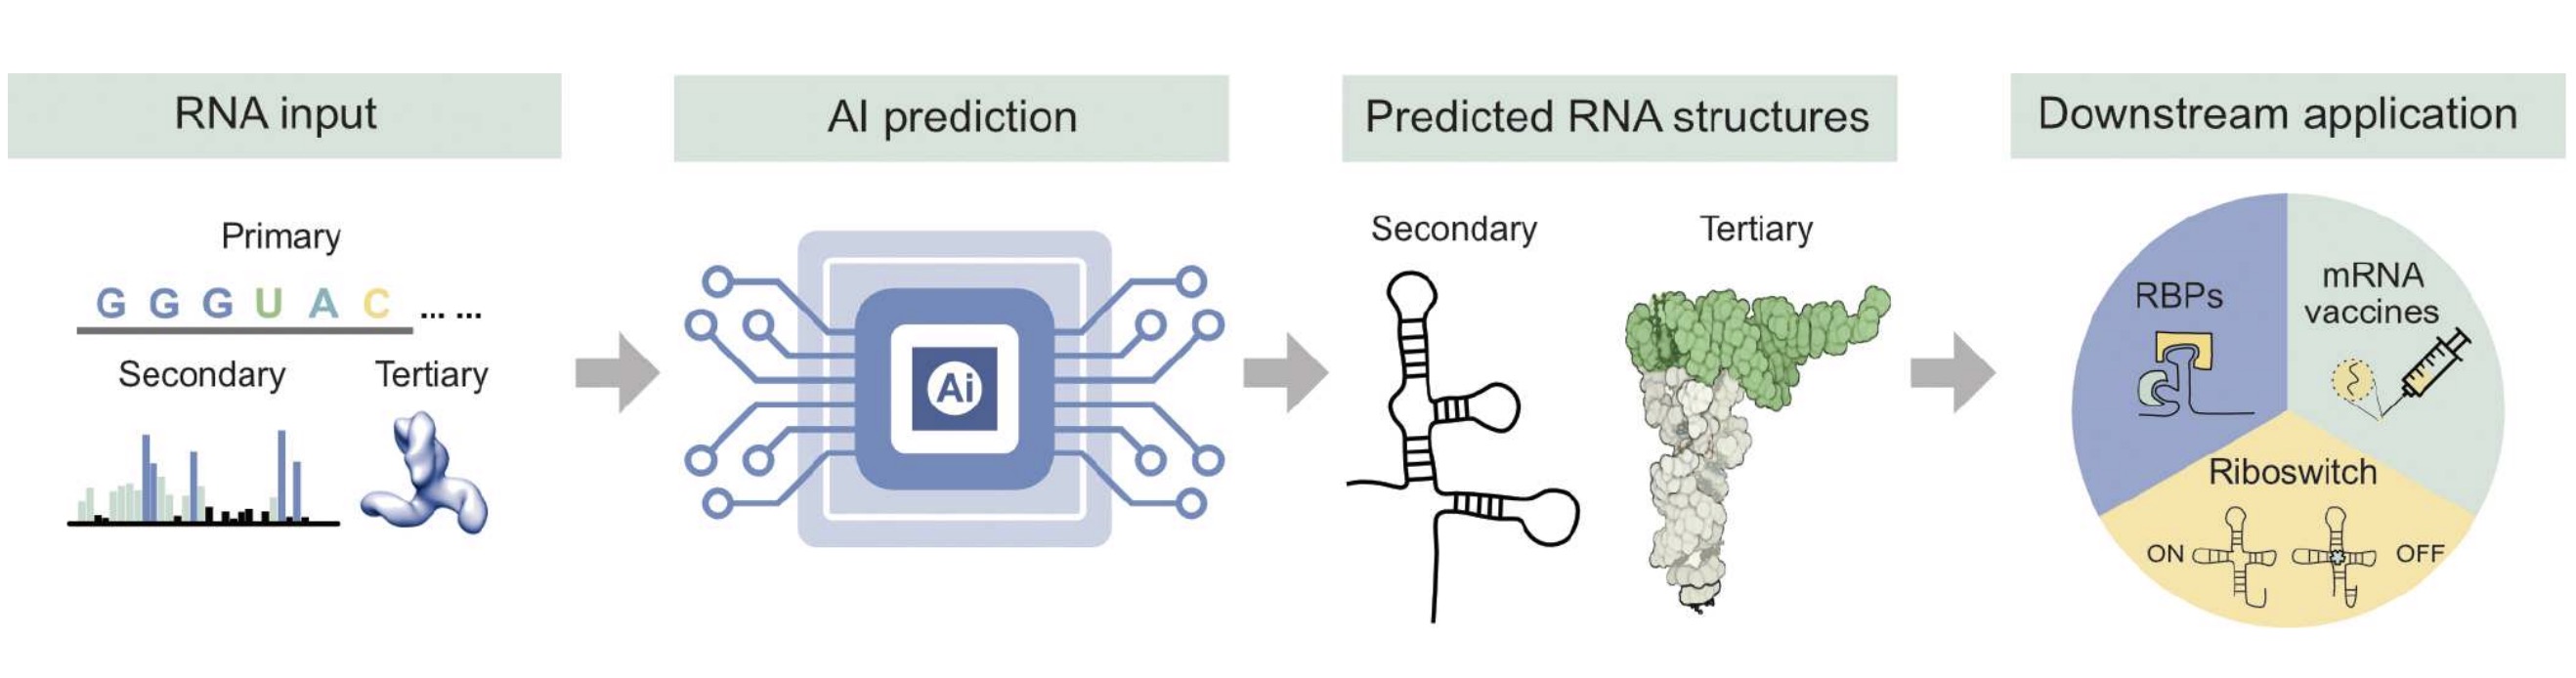 RNA input
Primary
G G G U A C ... ...
Secondary
Tertiary
AI prediction
Ai
Predicted RNA structures
Secondary
Tertiary
Downstream application
RBPs
mRNA
vaccines
Riboswitch
ON
OFF